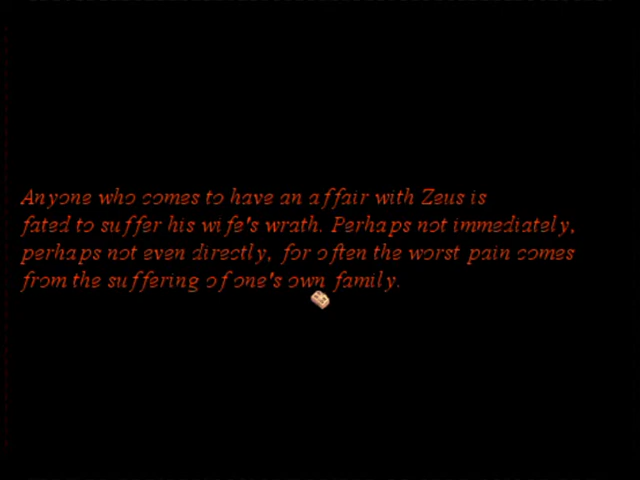 Anyone who comes to have an affair with Zeus is
fated to suffer his wife's wrath. Perhaps not immediately,
perhaps not even directly, for often the worst pain comes
from the suffering of one's own family.